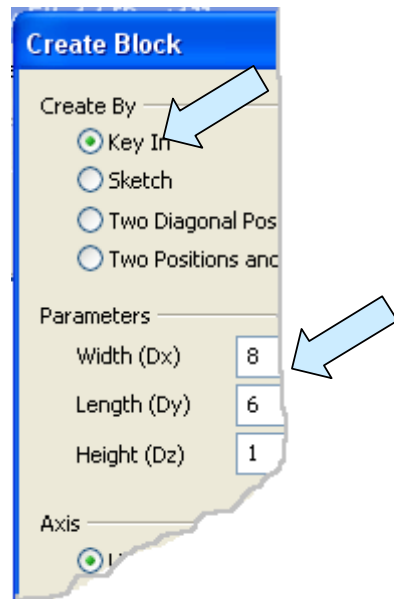 Create Block
Create By
Key In
Sketch
Two Diagonal Pos
Two Positions and
Parameters
Width (Dx) 8
Length (Dy) 6
Height (Dz) 1
Axis